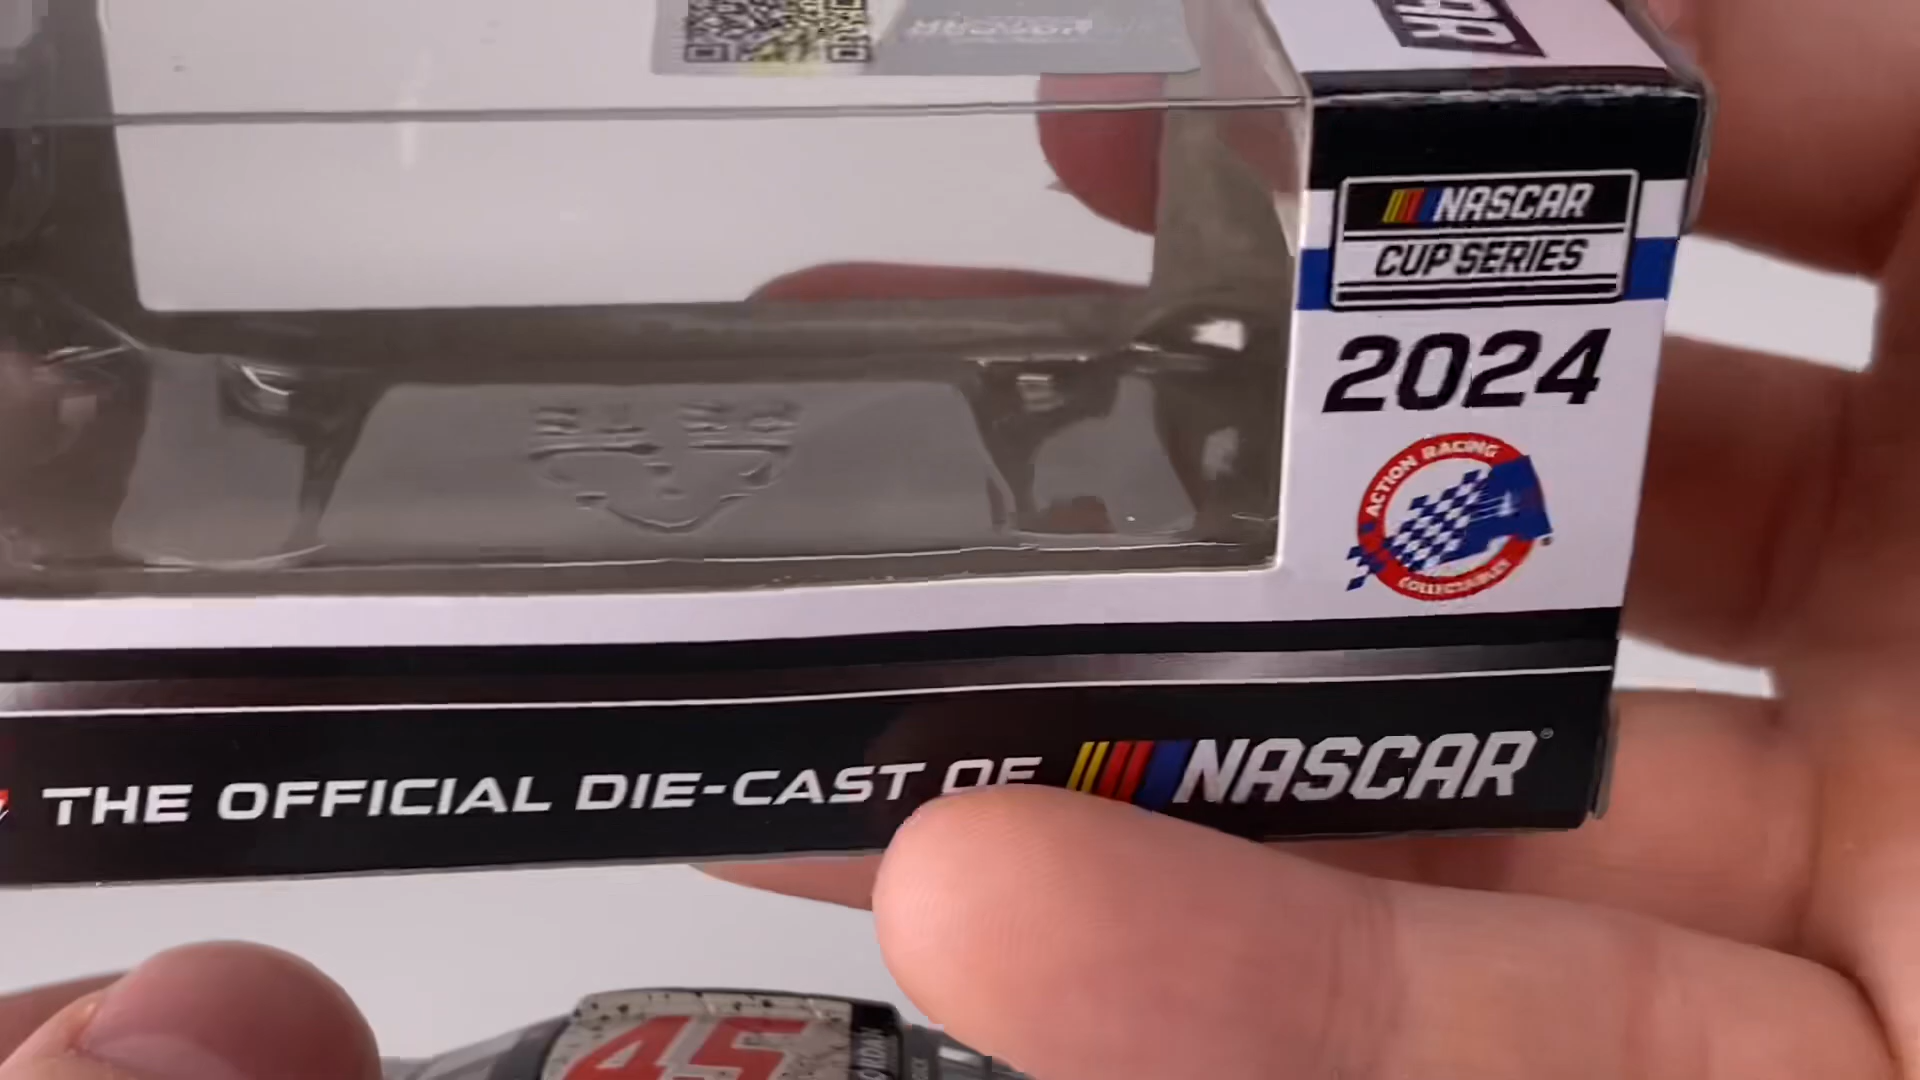 NASCAR
CUP SERIES
2024
ACTION RACING
COLLECTABLES
THE OFFICIAL DIE-CAST OF NASCAR
45